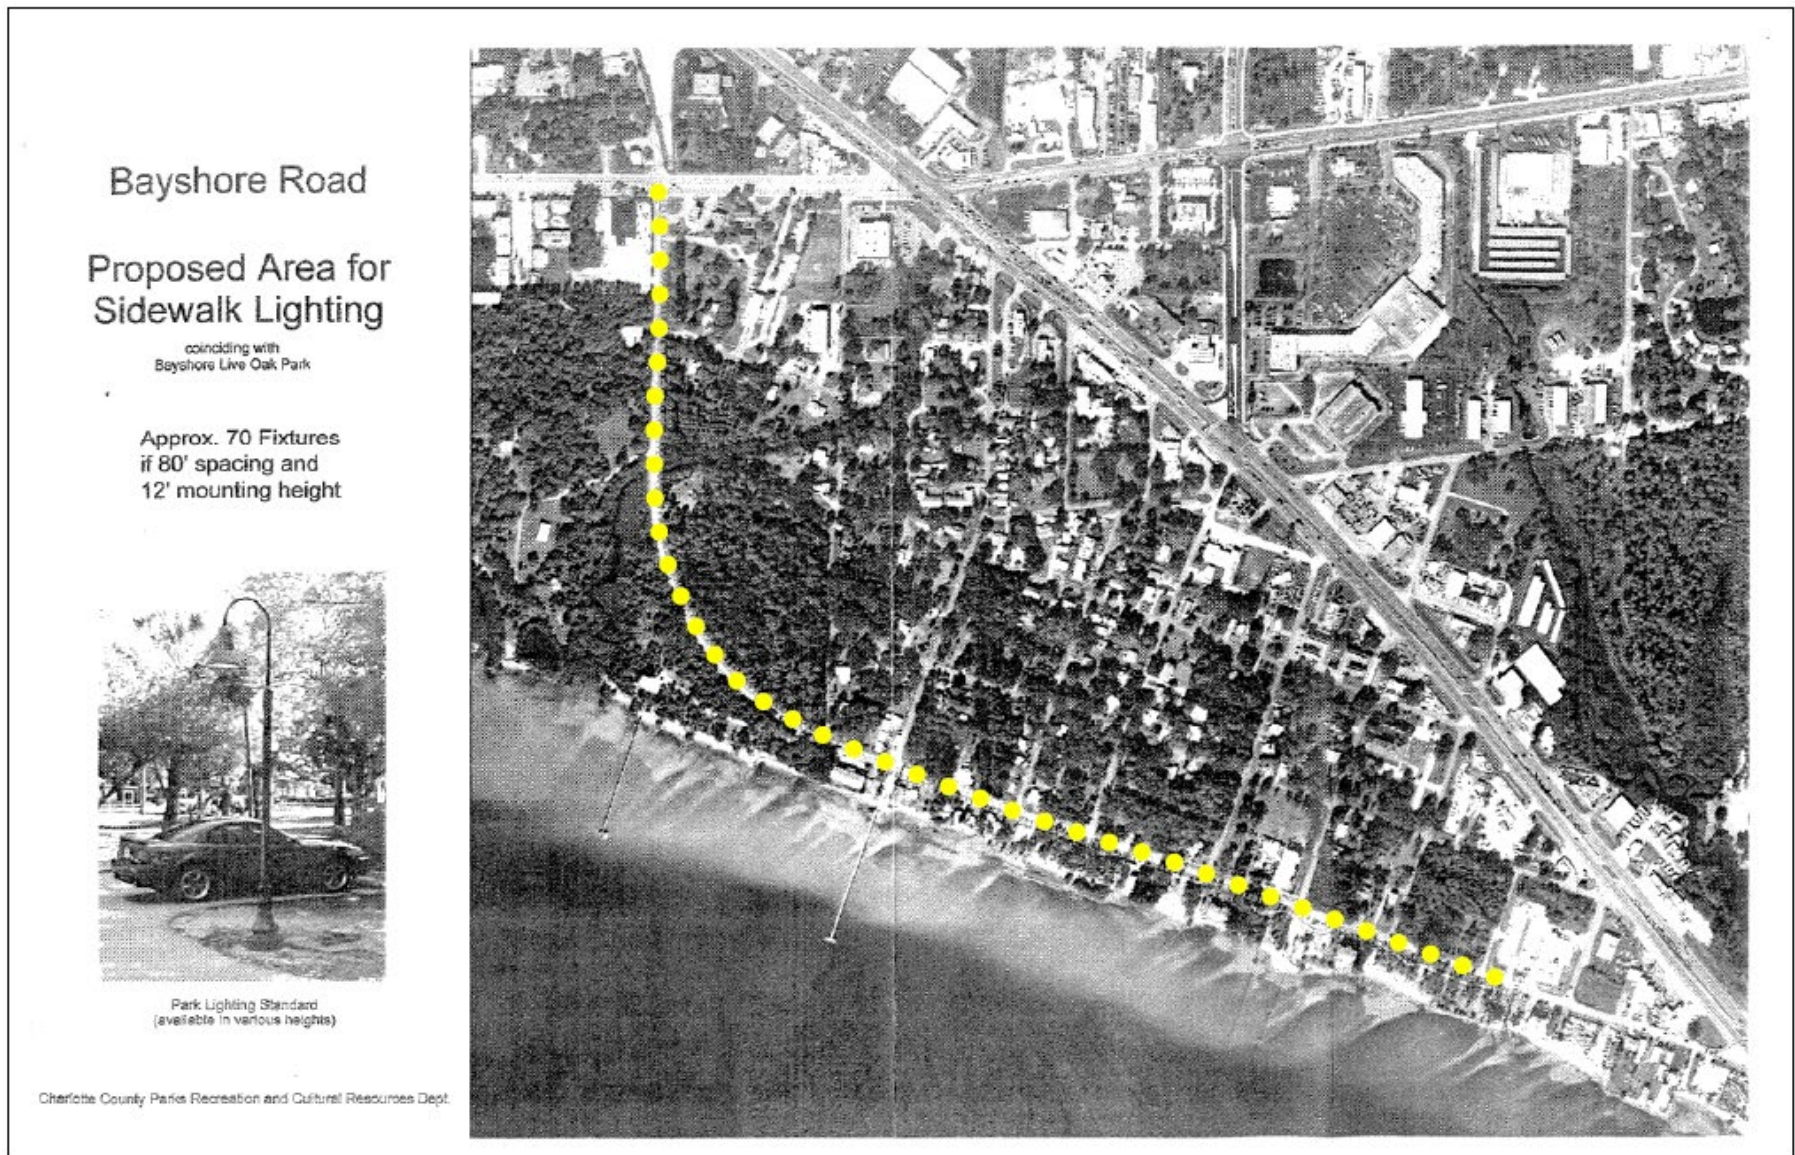 Bayshore Road
Proposed Area for
Sidewalk Lighting
coinciding with
Bayshore Live Oak Park
Approx. 70 Fixtures
if 80' spacing and
12' mounting height
Park Lighting Standard
(available in various heights)
Charlotte County Parks Recreation and Cultural Resources Dept.